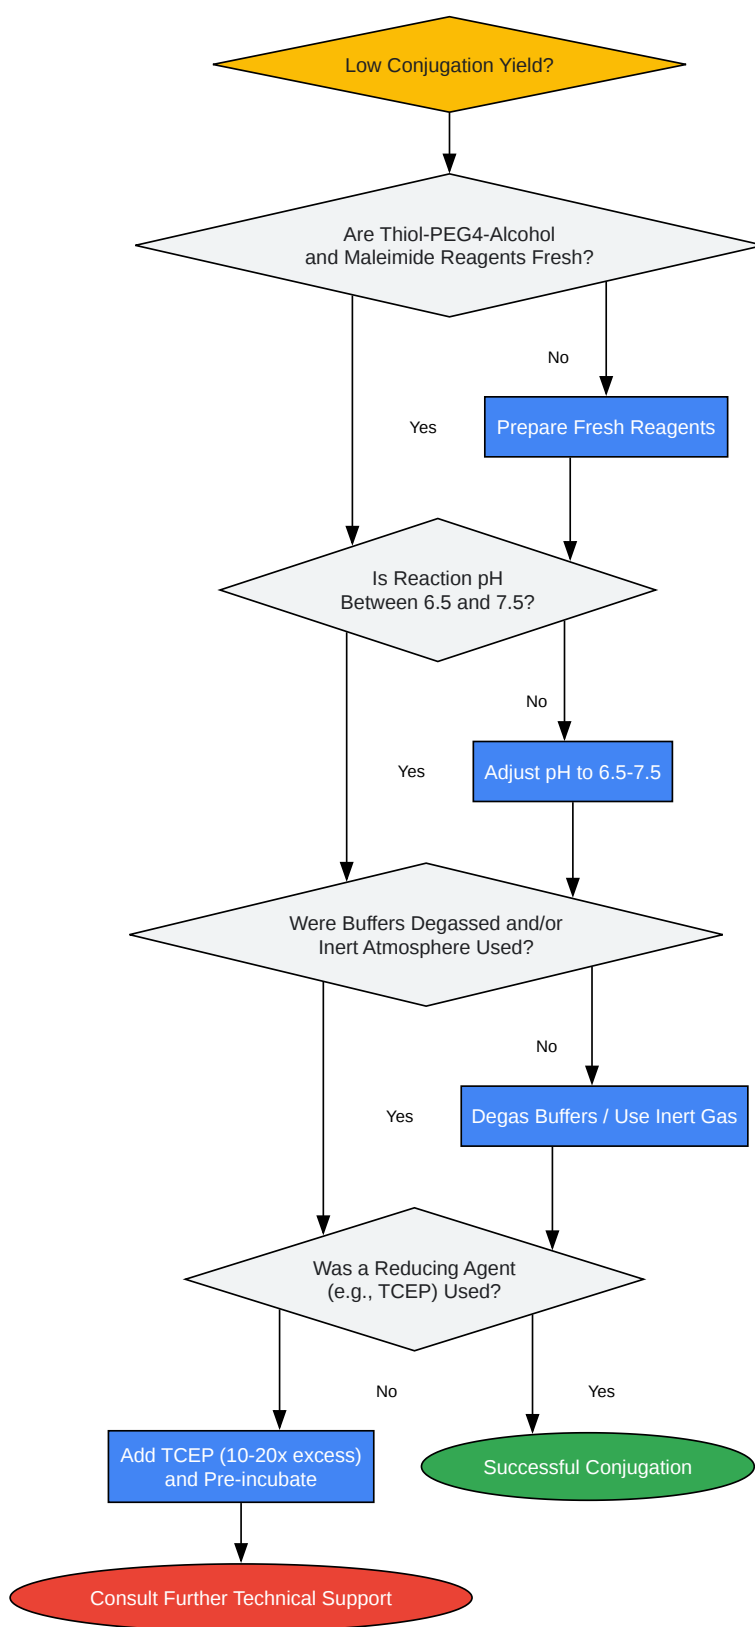 Low Conjugation Yield?
Are Thiol-PEG4-Alcohol
and Maleimide Reagents Fresh?
No
Yes
Prepare Fresh Reagents
Is Reaction pH
Between 6.5 and 7.5?
No
Yes
Adjust pH to 6.5-7.5
Were Buffers Degassed and/or
Inert Atmosphere Used?
No
Yes
Degas Buffers / Use Inert Gas
Was a Reducing Agent
(e.g., TCEP) Used?
No
Yes
Add TCEP (10-20x excess)
and Pre-incubate
Successful Conjugation
Consult Further Technical Support